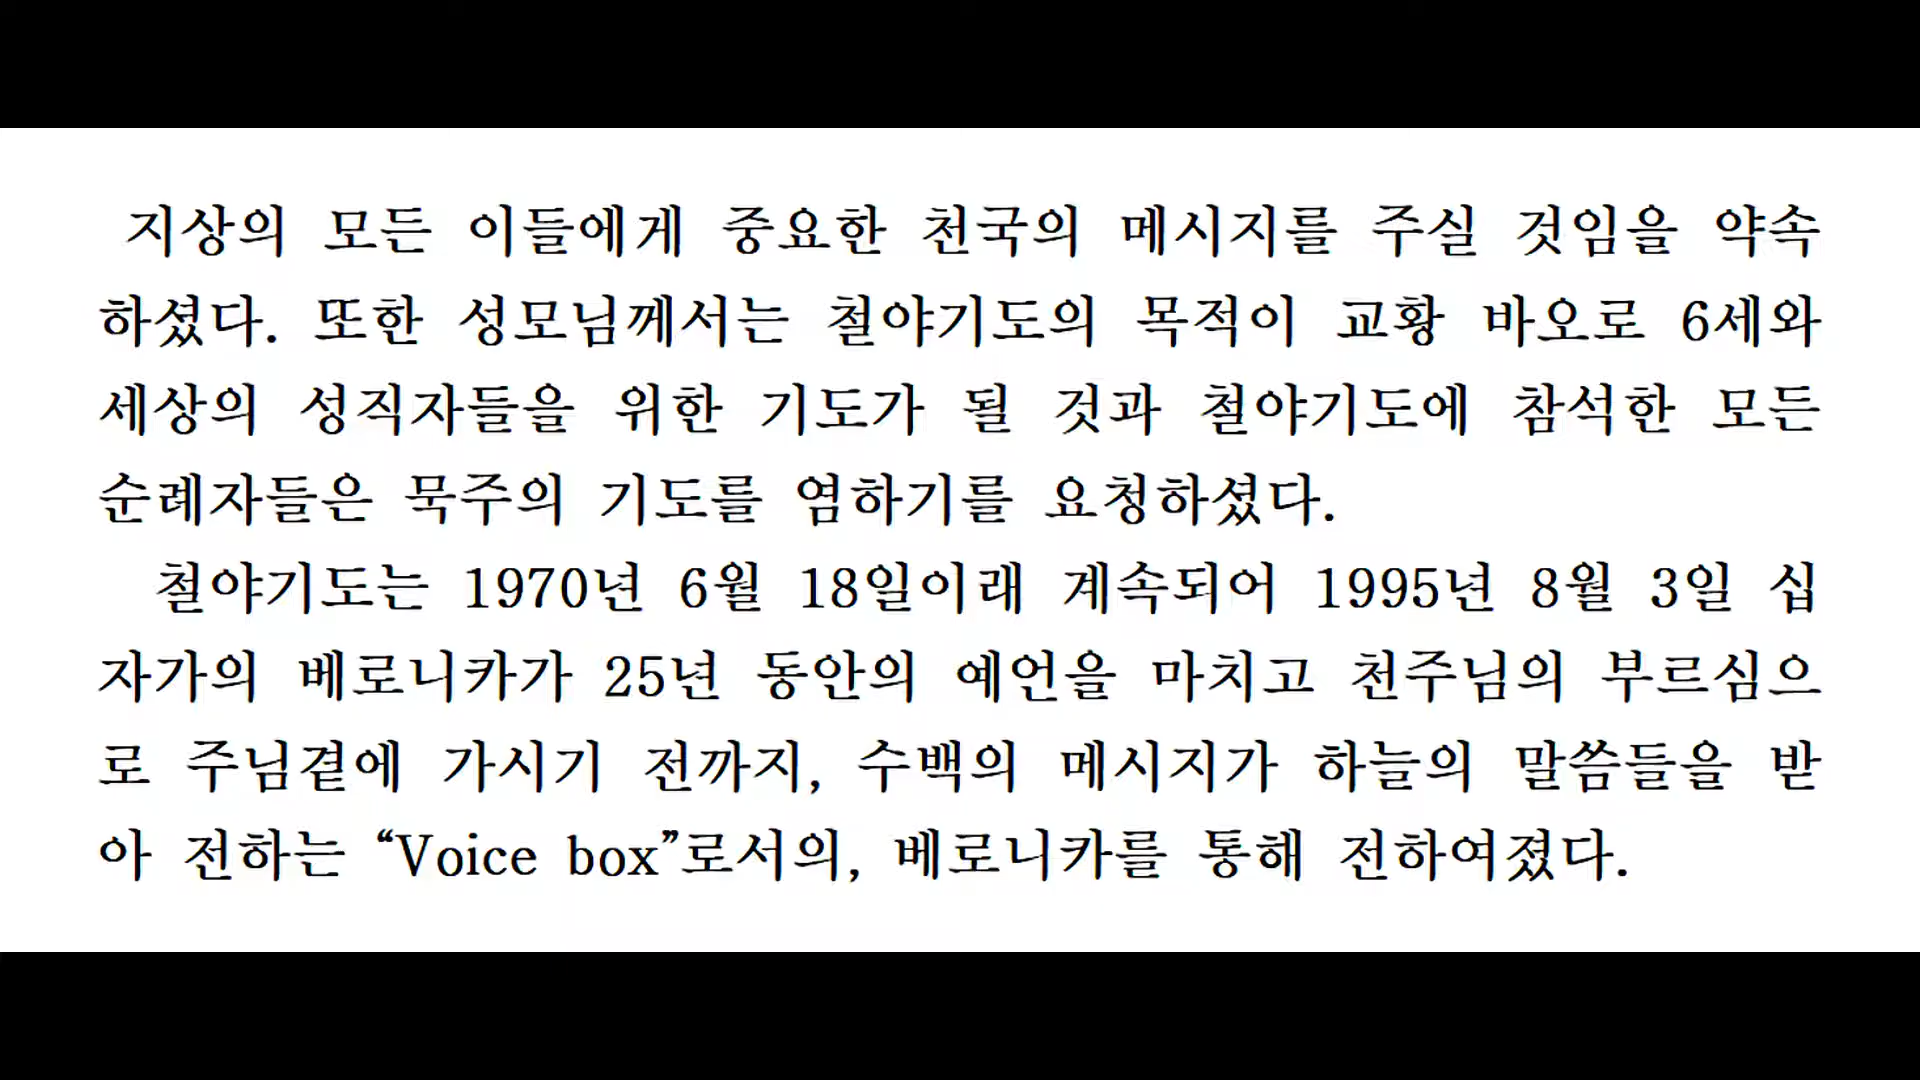 지상의 모든 이들에게 중요한 천국의 메시지를 주실 것임을 약속
하셨다. 또한 성모님께서는 철야기도의 목적이 교황 바오로 6세와
세상의 성직자들을 위한 기도가 될 것과 철야기도에 참석한 모든
순례자들은 묵주의 기도를 염하기를 요청하셨다.
철야기도는 1970년 6월 18일이래 계속되어 1995년 8월 3일 십
자가의 베로니카가 25년 동안의 예언을 마치고 천주님의 부르심으
로 주님곁에 가시기 전까지, 수백의 메시지가 하늘의 말씀들을 받
아 전하는 “Voice box”로서의, 베로니카를 통해 전하여졌다.